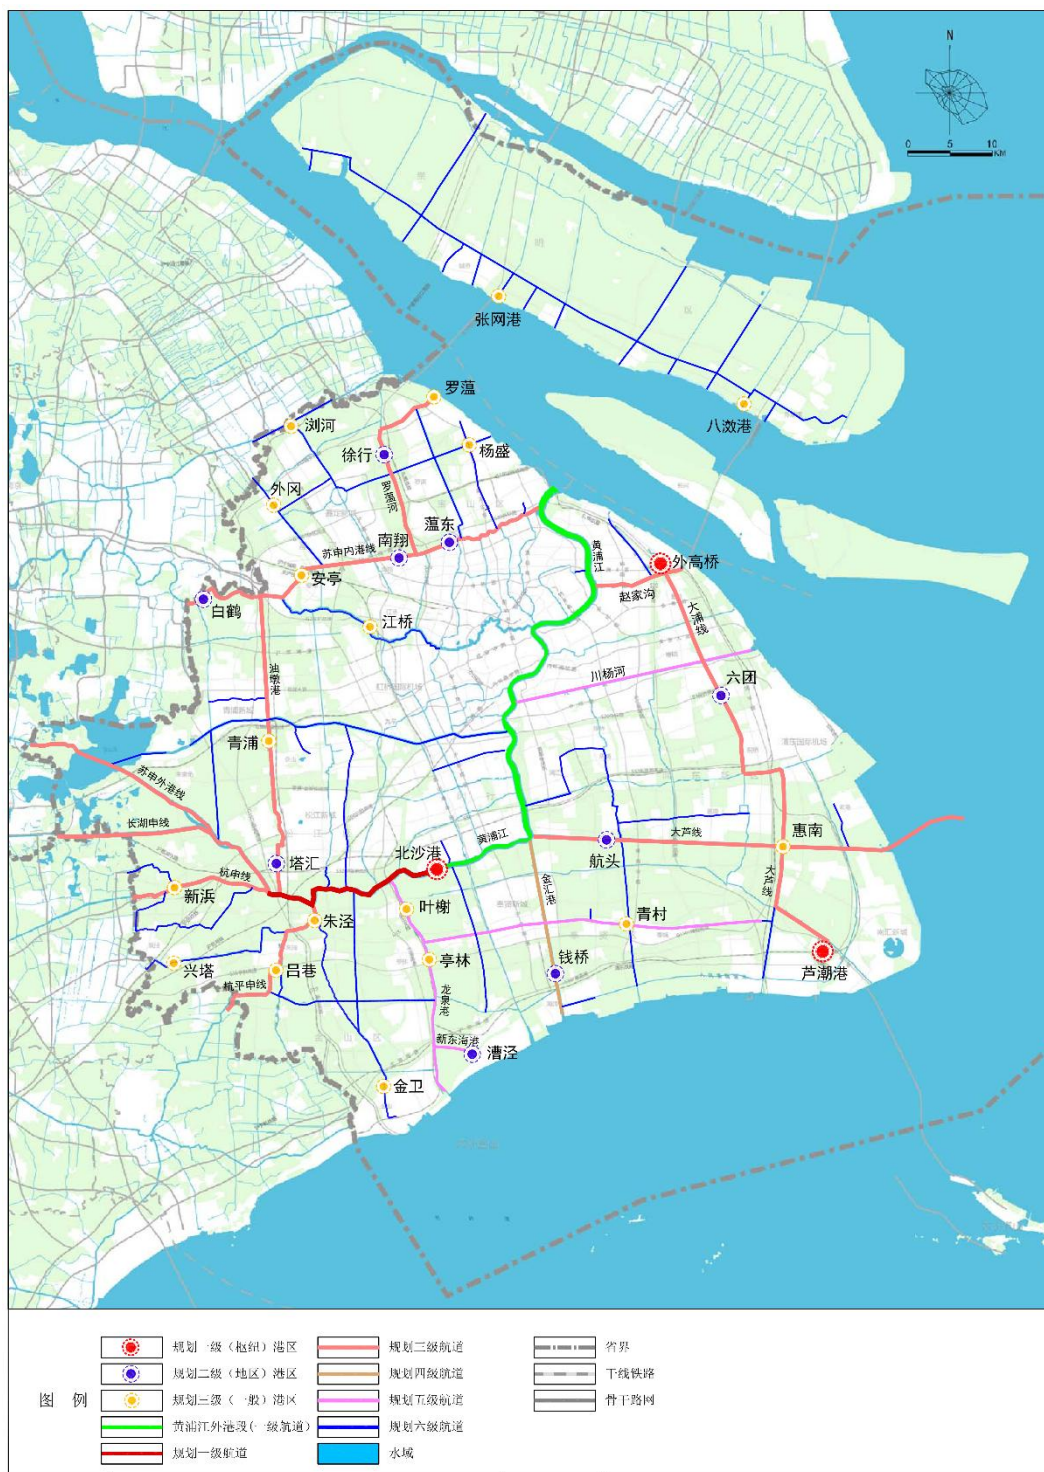 N
0 5 10
KM
张网港
罗蕰
八滧港
浏河
杨盛
徐行
外冈
罗蕰河
蕰东
南翔
黄浦江
苏申内港线
外高桥
安亭
赵家沟
白鹤
大浦线
江桥
川杨河
油墩港
六团
青浦
苏申外港线
长湖申线
黄浦江
大芦线
惠南
北沙港
航头
塔汇
杭申线
大芦线
金汇港
新浜
叶榭
朱泾
青村
亭林
兴塔
吕巷
钱桥
芦潮港
杭平申线
龙泉港
新东海港
漕泾
金卫
图 例
规划一级（枢纽）港区
规划三级航道
省界
规划二级（地区）港区
规划四级航道
干线铁路
规划三级（一般）港区
规划五级航道
骨干路网
黄浦江外港段(一级航道)
规划六级航道
规划一级航道
水域